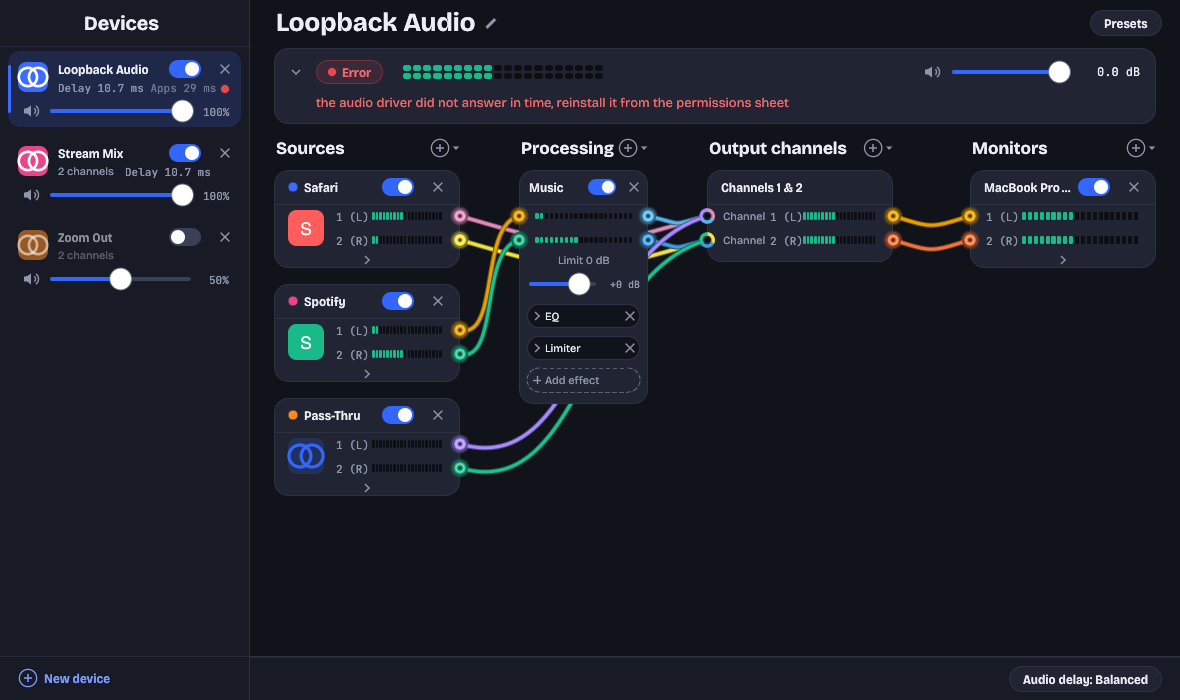 Devices
Loopback Audio
Delay 10.7 ms Apps 29 ms
100%
Stream Mix
2 channels Delay 10.7 ms
100%
Zoom Out
2 channels
50%
New device
Loopback Audio
Presets
Error
0.0 dB
the audio driver did not answer in time, reinstall it from the permissions sheet
Sources
Processing
Output channels
Monitors
Safari
S
1 (L)
2 (R)
Spotify
S
1 (L)
2 (R)
Pass-Thru
1 (L)
2 (R)
Music
Limit 0 dB
+0 dB
EQ
Limiter
+ Add effect
Channels 1 & 2
Channel 1 (L)
Channel 2 (R)
MacBook Pro ...
1 (L)
2 (R)
Audio delay: Balanced